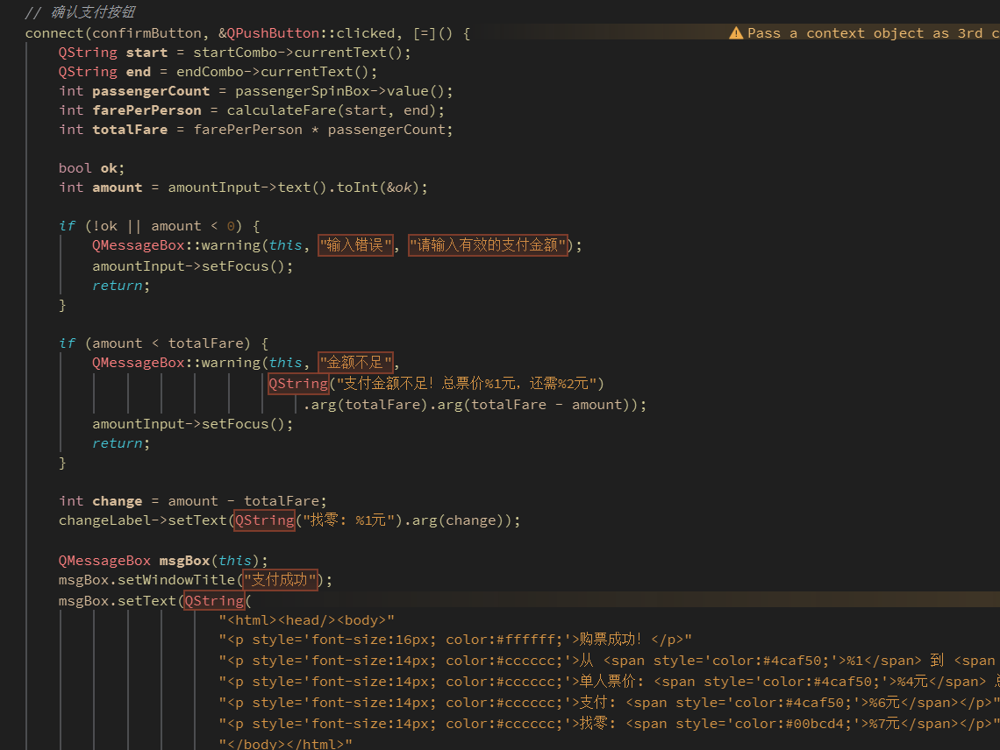 // 确认支付按钮
connect(confirmButton, &QPushButton::clicked, [=]() { Pass a context object as 3rd c
QString start = startCombo->currentText();
QString end = endCombo->currentText();
int passengerCount = passengerSpinBox->value();
int farePerPerson = calculateFare(start, end);
int totalFare = farePerPerson * passengerCount;
bool ok;
int amount = amountInput->text().toInt(&ok);
if (!ok || amount < 0) {
QMessageBox::warning(this, "输入错误", "请输入有效的支付金额");
amountInput->setFocus();
return;
}
if (amount < totalFare) {
QMessageBox::warning(this, "金额不足",
QString("支付金额不足！总票价%1元，还需%2元")
.arg(totalFare).arg(totalFare - amount));
amountInput->setFocus();
return;
}
int change = amount - totalFare;
changeLabel->setText(QString("找零: %1元").arg(change));
QMessageBox msgBox(this);
msgBox.setWindowTitle("支付成功");
msgBox.setText(QString(
"<html><head/><body>"
"<p style='font-size:16px; color:#ffffff;'>购票成功！</p>"
"<p style='font-size:14px; color:#cccccc;'>从 <span style='color:#4caf50;'>%1</span> 到 <span
"<p style='font-size:14px; color:#cccccc;'>单人票价: <span style='color:#4caf50;'>%4元</span>
"<p style='font-size:14px; color:#cccccc;'>支付: <span style='color:#4caf50;'>%6元</span></p>"
"<p style='font-size:14px; color:#cccccc;'>找零: <span style='color:#00bcd4;'>%7元</span></p>"
"</body></html>"